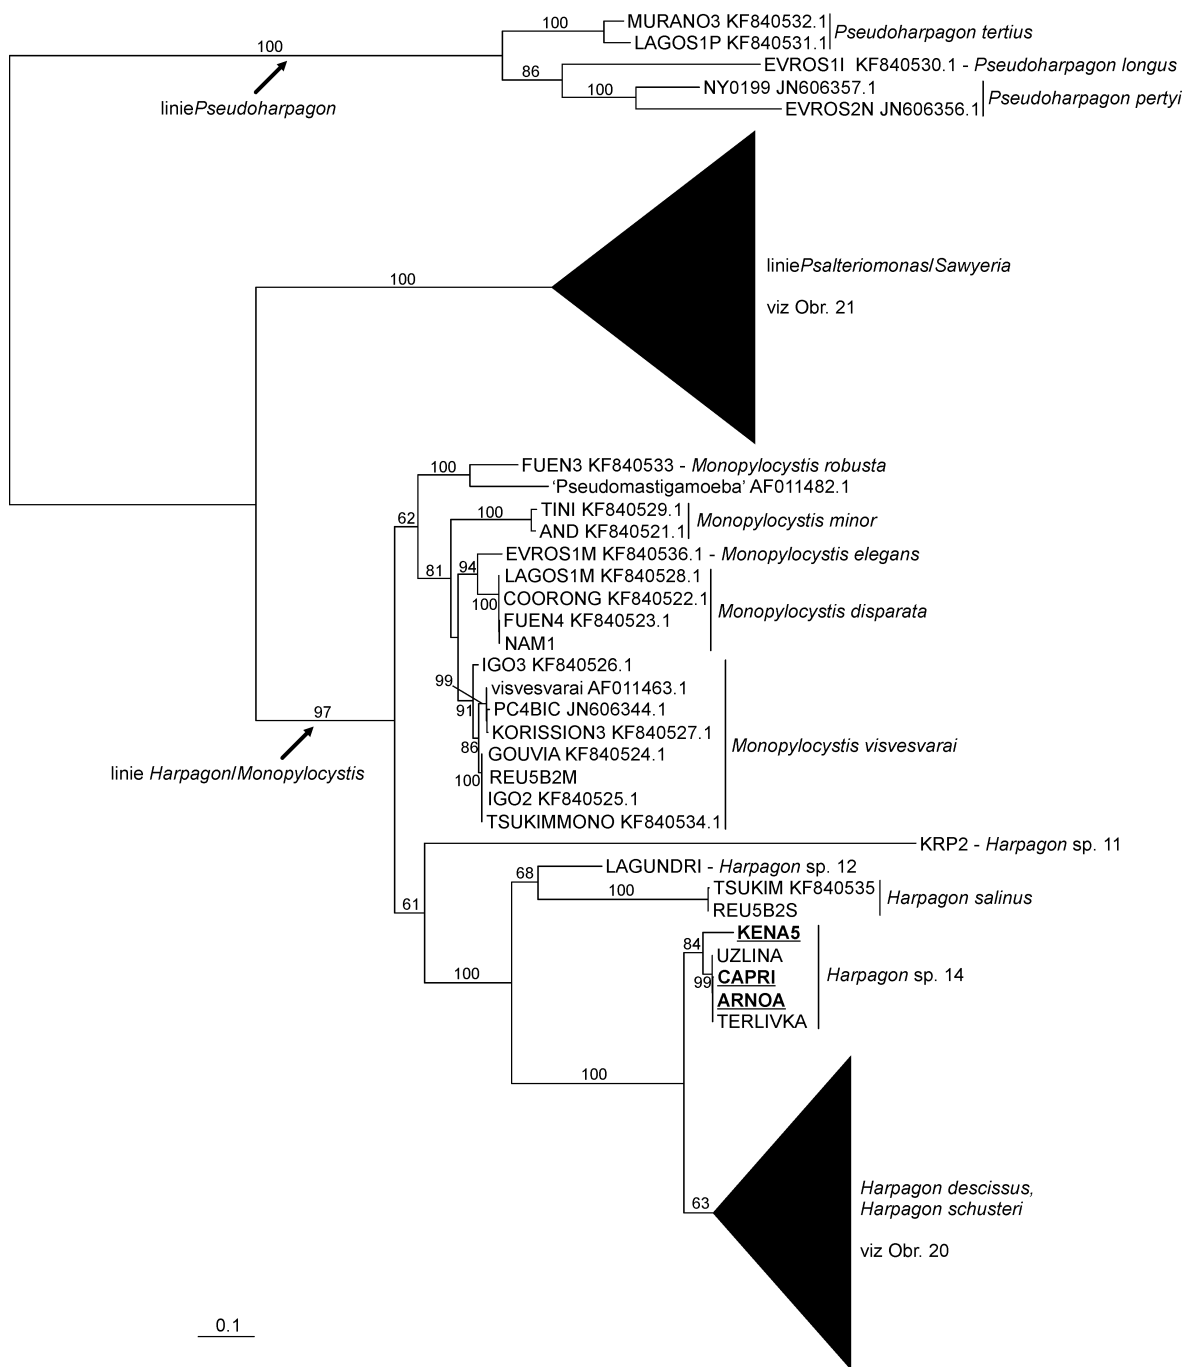 100
MURANO3 KF840532.1
LAGOS1P KF840531.1
Pseudoharpagon tertius
100
liniePseudoharpagon
86
EVROS1I KF840530.1 - Pseudoharpagon longus
100
NY0199 JN606357.1
EVROS2N JN606356.1
Pseudoharpagon pertyi
100
liniePsalteriomonas/Sawyeria
viz Obr. 21
100
FUEN3 KF840533 - Monopylocystis robusta
'Pseudomastigamoeba' AF011482.1
62
100
TINI KF840529.1
AND KF840521.1
Monopylocystis minor
81
94
EVROS1M KF840536.1 - Monopylocystis elegans
100
LAGOS1M KF840528.1
COORONG KF840522.1
FUEN4 KF840523.1
NAM1
Monopylocystis disparata
IGO3 KF840526.1
99
visvesvarai AF011463.1
91
PC4BIC JN606344.1
KORISSION3 KF840527.1
86
GOUVIA KF840524.1
100
REU5B2M
IGO2 KF840525.1
TSUKIMMONO KF840534.1
Monopylocystis visvesvarai
97
linie Harpagon/Monopylocystis
KRP2 - Harpagon sp. 11
61
68
LAGUNDRI - Harpagon sp. 12
100
TSUKIM KF840535
REU5B2S
Harpagon salinus
100
84
KENA5
UZLINA
99
CAPRI
ARNOA
TERLIVKA
Harpagon sp. 14
100
63
Harpagon descissus,
Harpagon schusteri
viz Obr. 20
0.1